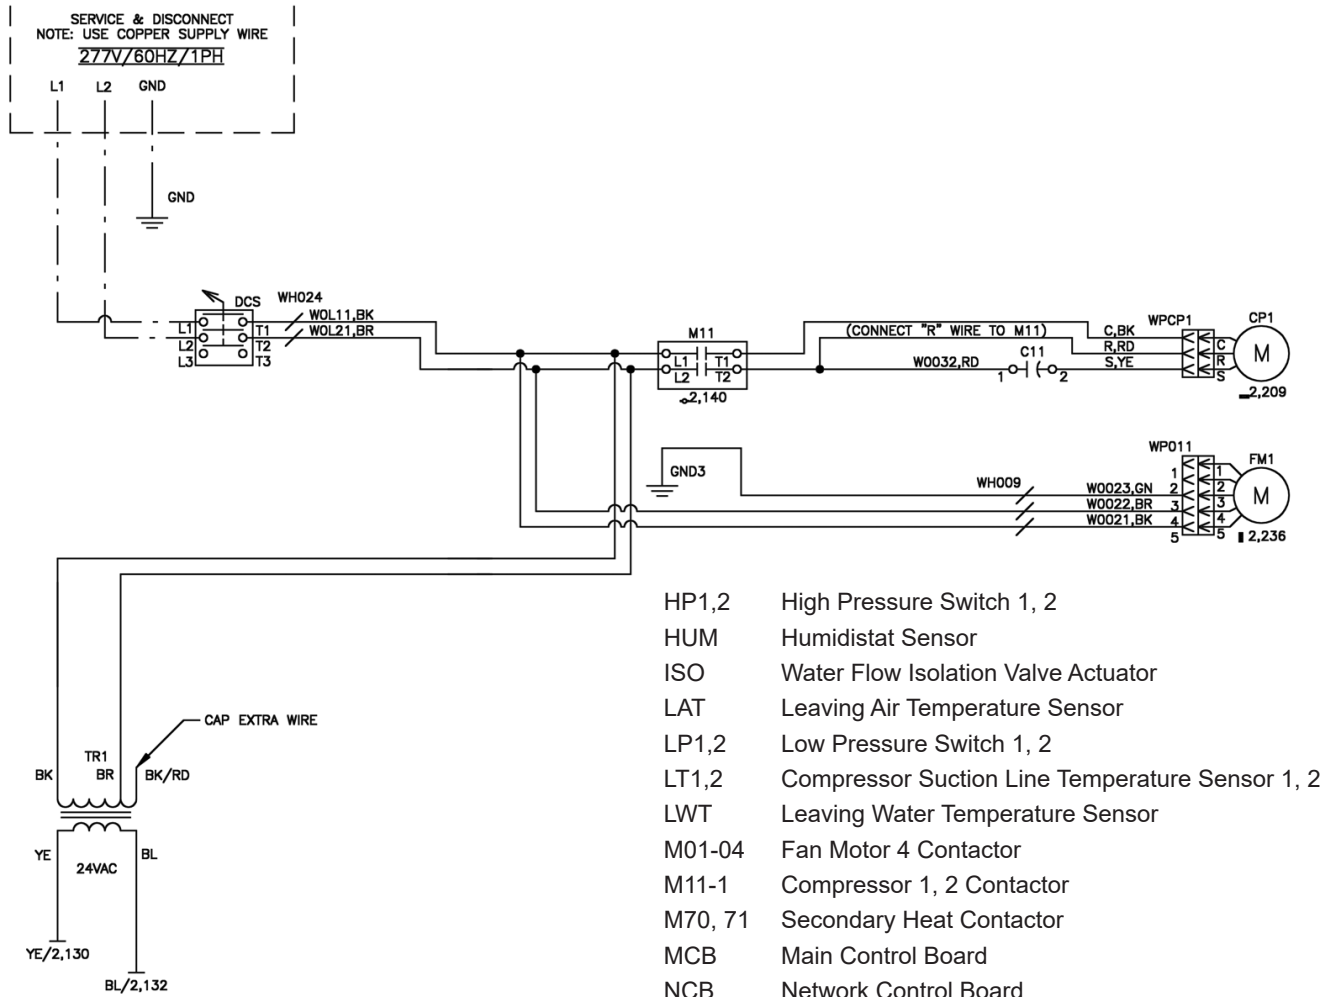 SERVICE & DISCONNECT
NOTE: USE COPPER SUPPLY WIRE
277V/60HZ/1PH
L1 L2 GND
GND
DCS WH024
L1 T1 WOL11,BK
L2 T2 WOL21,BR
L3 T3
M11
L1 T1
L2 T2
2,140
(CONNECT "R" WIRE TO M11)
W0032,RD
C11
1 2
C,BK
R,RD
S,YE
WPCP1 CP1
C
R
S
M
2,209
GND3
WH009
W0023,GN
W0022,BR
W0021,BK
WP011 FM1
1 1
2 2
3 3
4 4
5 5
M
2,236
CAP EXTRA WIRE
TR1
BK BR BK/RD
YE BL
24VAC
YE/2,130
BL/2,132
HP1,2 High Pressure Switch 1, 2
HUM Humidistat Sensor
ISO Water Flow Isolation Valve Actuator
LAT Leaving Air Temperature Sensor
LP1,2 Low Pressure Switch 1, 2
LT1,2 Compressor Suction Line Temperature Sensor 1, 2
LWT Leaving Water Temperature Sensor
M01-04 Fan Motor 4 Contactor
M11-1 Compressor 1, 2 Contactor
M70, 71 Secondary Heat Contactor
MCB Main Control Board
NCB Network Control Board